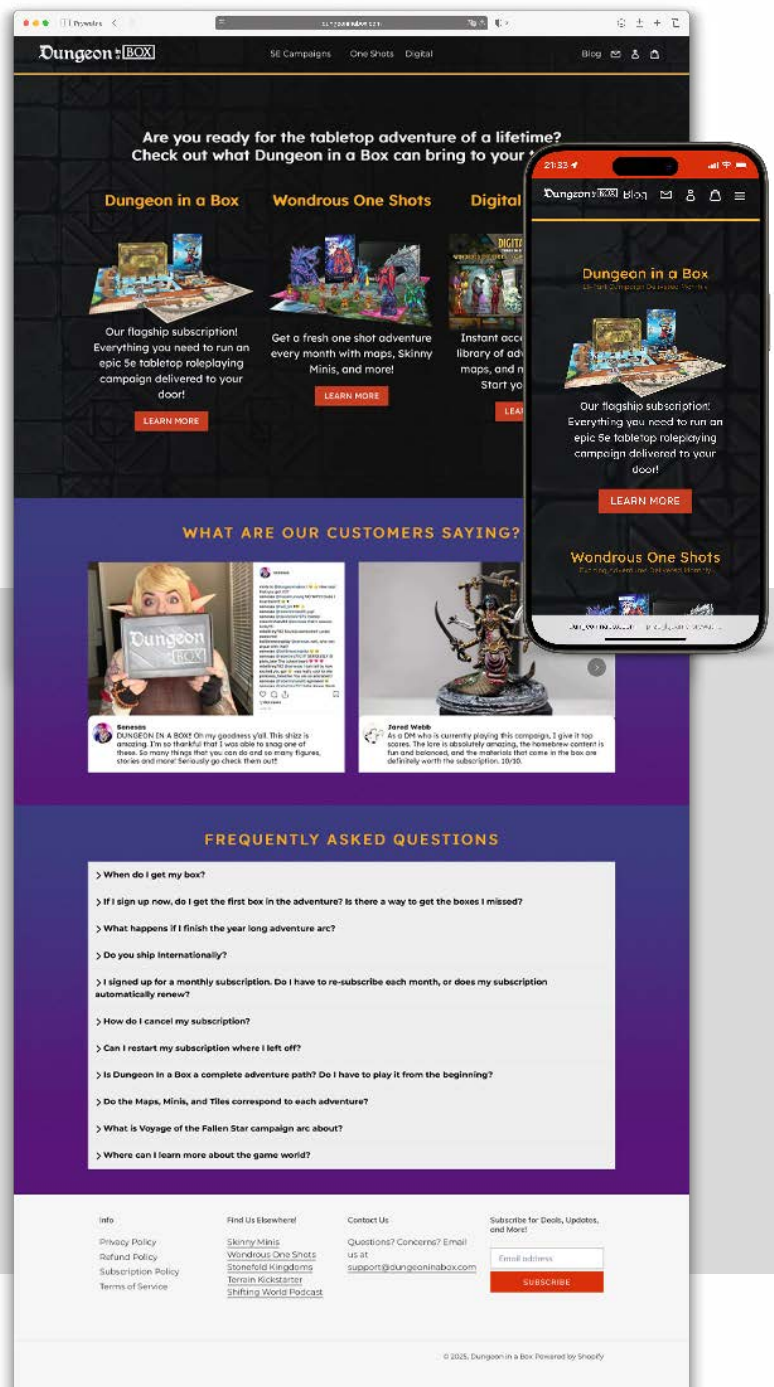 Prywatne
dungeoninabox.com
Dungeon in a BOX
5E Campaigns One Shots Digital
Blog
Are you ready for the tabletop adventure of a lifetime?
Check out what Dungeon in a Box can bring to your
Dungeon in a Box
Our flagship subscription!
Everything you need to run an
epic 5e tabletop roleplaying
campaign delivered to your
door!
LEARN MORE
Wondrous One Shots
Get a fresh one shot adventure
every month with maps, Skinny
Minis, and more!
LEARN MORE
Digital
DIGITA
Instant acc
library of adv
maps, and m
Start yo
LEA
21:33
Dungeon in a BOX Blog
Dungeon in a Box
Campaign Delivered Monthly
Our flagship subscription!
Everything you need to run an
epic 5e tabletop roleplaying
campaign delivered to your
door!
LEARN MORE
Wondrous One Shots
Exciting Adventures Delivered Monthly
dungeoninabox.com
WHAT ARE OUR CUSTOMERS SAYING?
Dungeon
in a BOX
senesas
Senesas
DUNGEON IN A BOX! Oh my goodness y'all. This shizz is
amazing. I'm so thankful that I was able to snag one of
these. So many things that you can do and so many figures,
stories and more! Seriously go check them out!!
Jared Webb
As a DM who is currently playing this campaign, I give it top
scores. The lore is absolutely amazing, the homebrew content is
fun and balanced, and the materials that come in the box are
definitely worth the subscription. 10/10.
FREQUENTLY ASKED QUESTIONS
When do I get my box?
If I sign up now, do I get the first box in the adventure? Is there a way to get the boxes I missed?
What happens if I finish the year long adventure arc?
Do you ship Internationally?
I signed up for a monthly subscription. Do I have to re-subscribe each month, or does my subscription
automatically renew?
How do I cancel my subscription?
Can I restart my subscription where I left off?
Is Dungeon In a Box a complete adventure path? Do I have to play it from the beginning?
Do the Maps, Minis, and Tiles correspond to each adventure?
What is Voyage of the Fallen Star campaign arc about?
Where can I learn more about the game world?
Info
Privacy Policy
Refund Policy
Subscription Policy
Terms of Service
Find Us Elsewhere!
Skinny Minis
Wondrous One Shots
Stonefold Kingdoms
Terrain Kickstarter
Shifting World Podcast
Contact Us
Questions? Concerns? Email
us at
support@dungeoninabox.com
Subscribe for Deals, Updates,
and More!
Email address
SUBSCRIBE
© 2025, Dungeon in a Box Powered by Shopify